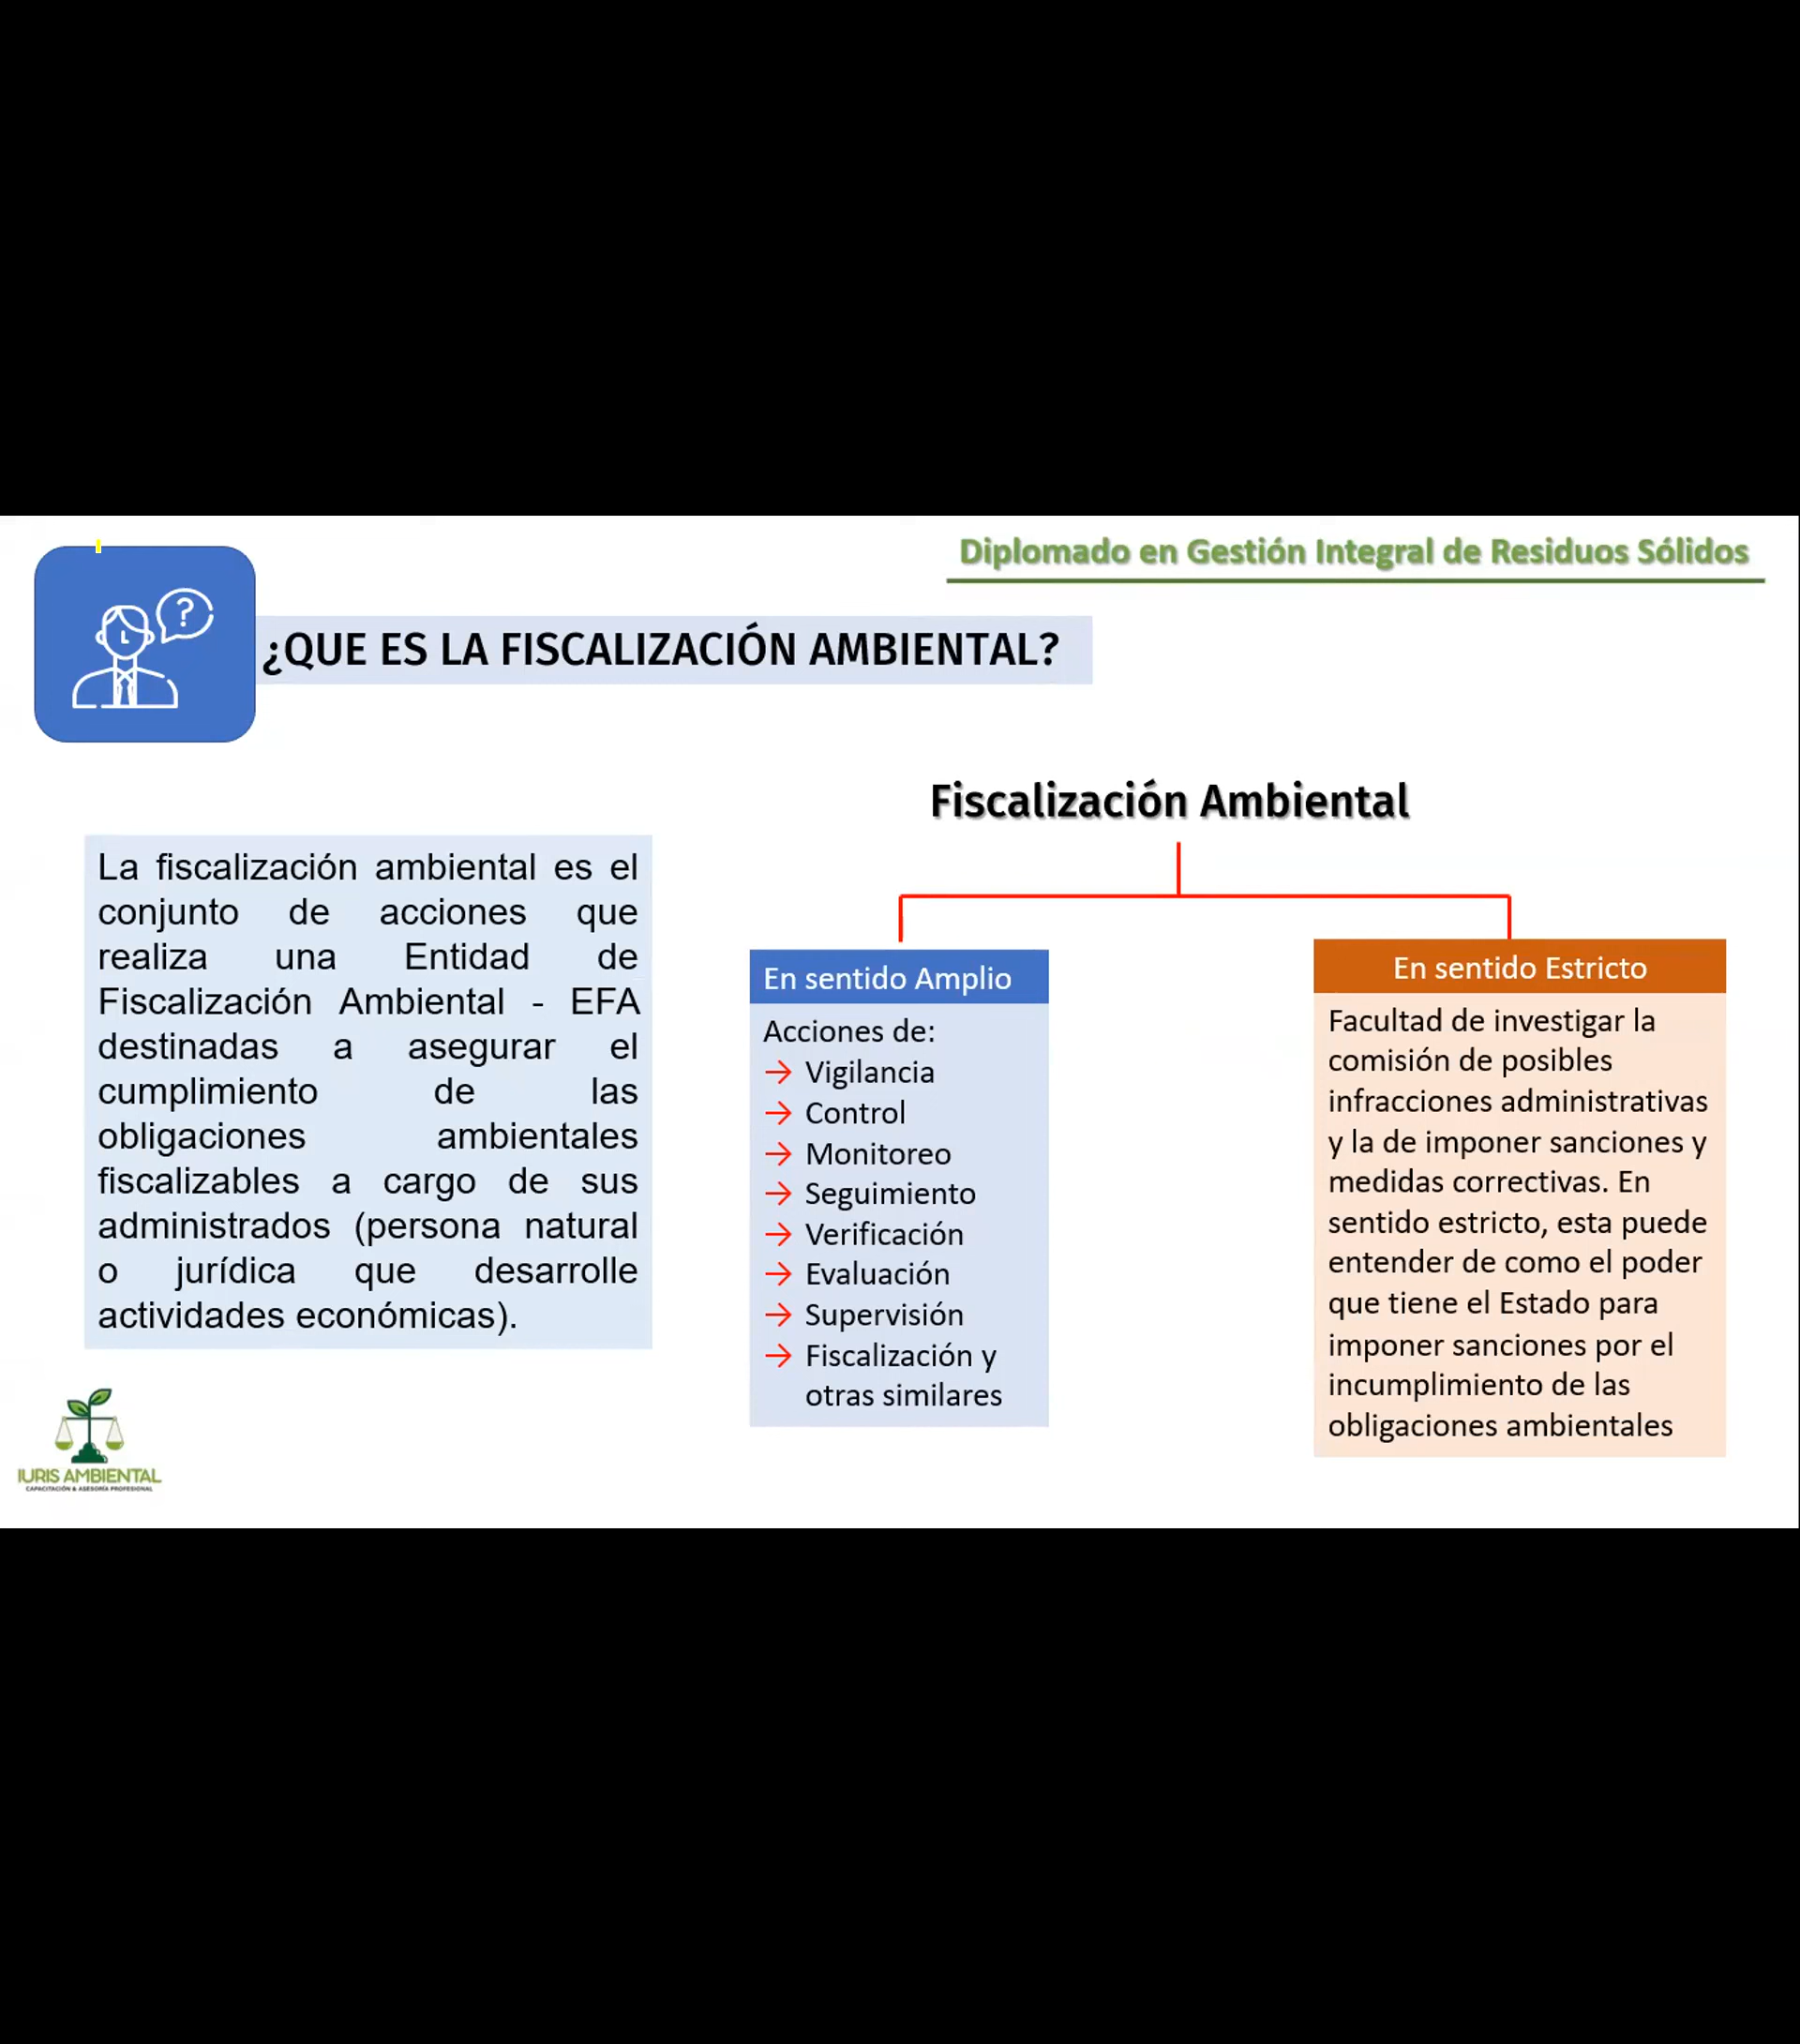 Diplomado en Gestión Integral de Residuos Sólidos
?
¿QUE ES LA FISCALIZACIÓN AMBIENTAL?
La fiscalización ambiental es el
conjunto de acciones que
realiza una Entidad de
Fiscalización Ambiental - EFA
destinadas a asegurar el
cumplimiento de las
obligaciones ambientales
fiscalizables a cargo de sus
administrados (persona natural
o jurídica que desarrolle
actividades económicas).
Fiscalización Ambiental
En sentido Amplio
Acciones de:
→ Vigilancia
→ Control
→ Monitoreo
→ Seguimiento
→ Verificación
→ Evaluación
→ Supervisión
→ Fiscalización y
otras similares
En sentido Estricto
Facultad de investigar la
comisión de posibles
infracciones administrativas
y la de imponer sanciones y
medidas correctivas. En
sentido estricto, esta puede
entender de como el poder
que tiene el Estado para
imponer sanciones por el
incumplimiento de las
obligaciones ambientales
IURIS AMBIENTAL
CAPACITACIÓN & ASESORÍA PROFESIONAL